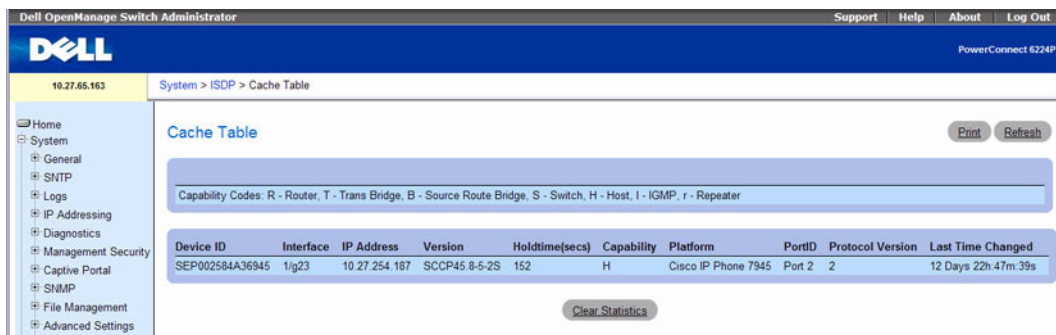 Dell OpenManage Switch Administrator Support Help About Log Out
DELL
PowerConnect 6224P
10.27.65.163 System > ISDP > Cache Table
Home
System
General
SNTP
Logs
IP Addressing
Diagnostics
Management Security
Captive Portal
SNMP
File Management
Advanced Settings
Cache Table Print Refresh
Capability Codes: R - Router, T - Trans Bridge, B - Source Route Bridge, S - Switch, H - Host, I - IGMP, r - Repeater
Device ID Interface IP Address Version Holdtime(secs) Capability Platform PortID Protocol Version Last Time Changed
SEP002584A36945 1/g23 10.27.254.187 SCCP45.8-5-2S 152 H Cisco IP Phone 7945 Port 2 2 12 Days 22h:47m:39s
Clear Statistics